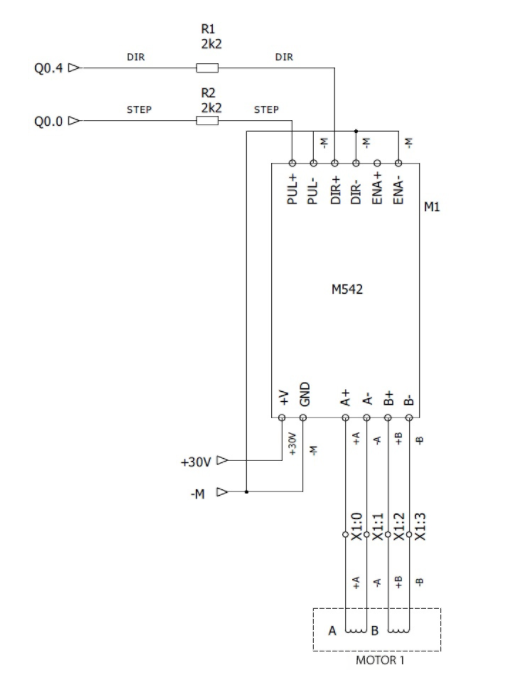 R1
2k2
DIR
DIR
Q0.4
R2
2k2
STEP
STEP
Q0.0
-M
-M
-M
PUL+
PUL-
DIR+
DIR-
ENA+
ENA-
M1
M542
+V
GND
A+
A-
B+
B-
+30V
-M
+A
-A
+B
-B
+30V
-M
X1:0
X1:1
X1:2
X1:3
+A
-A
+B
-B
A
B
MOTOR 1